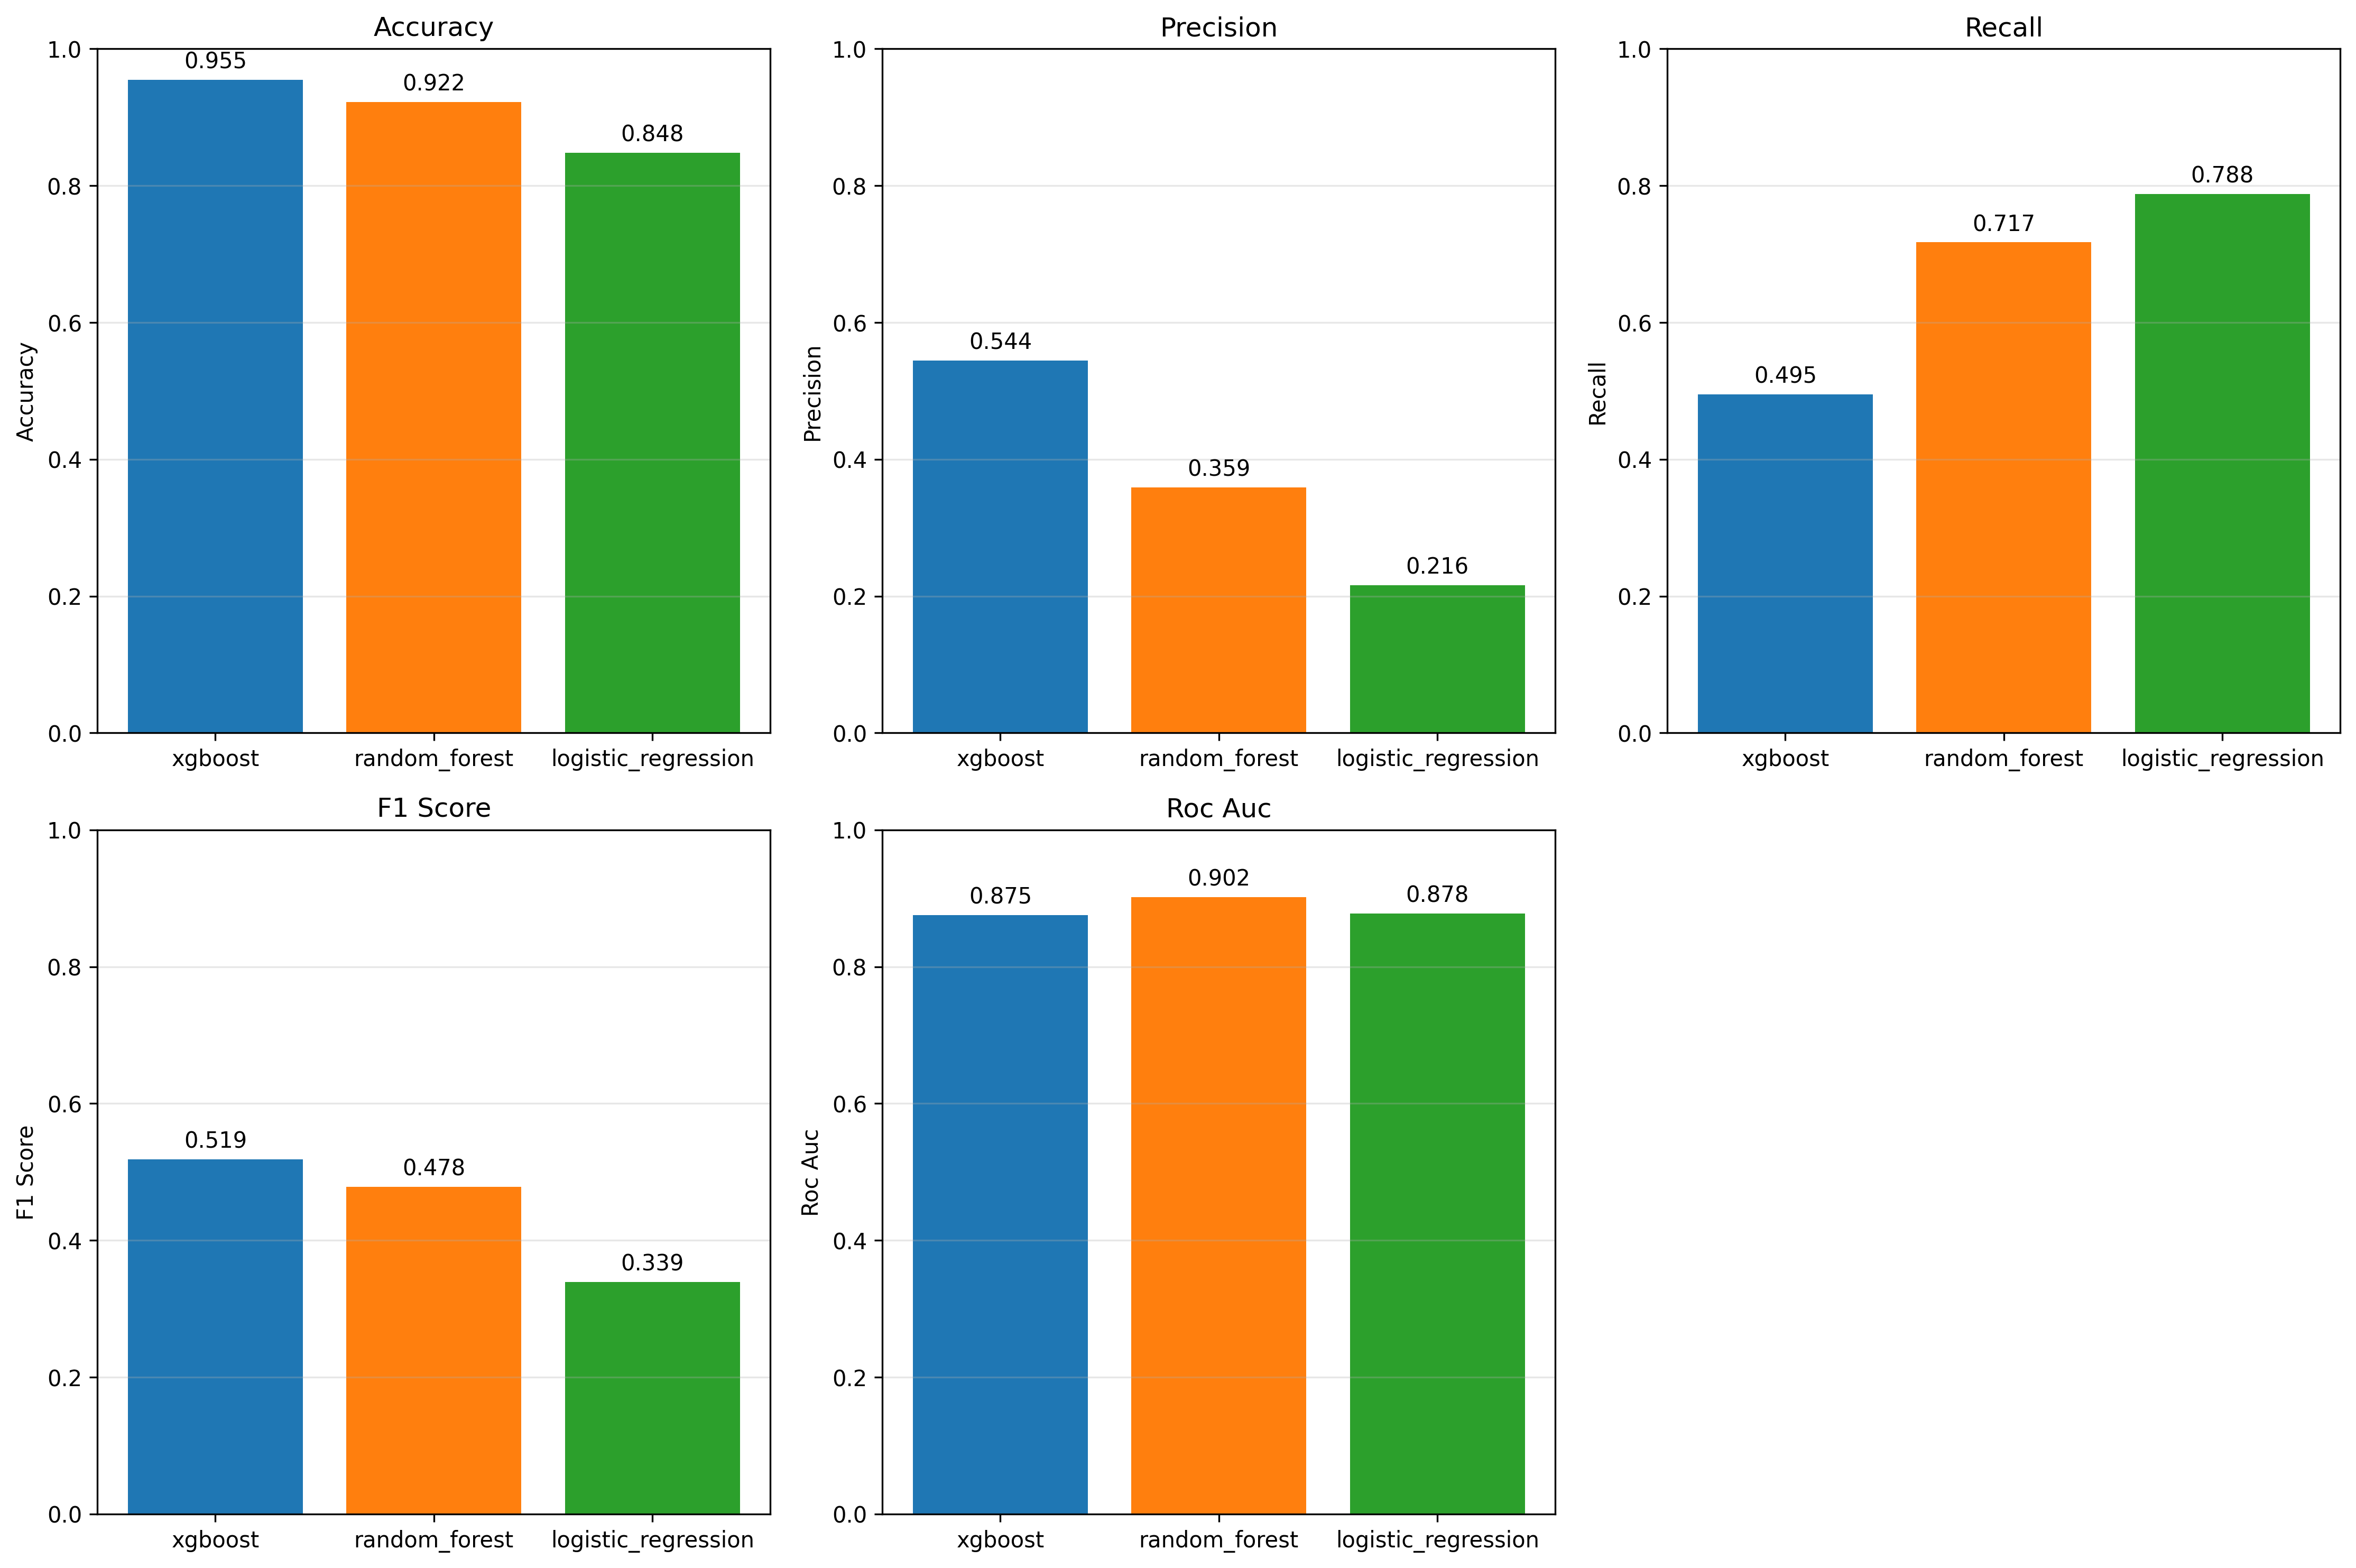 Accuracy
Accuracy
1.0
0.8
0.6
0.4
0.2
0.0
0.955
0.922
0.848
xgboost
random_forest
logistic_regression
Precision
Precision
1.0
0.8
0.6
0.4
0.2
0.0
0.544
0.359
0.216
xgboost
random_forest
logistic_regression
Recall
Recall
1.0
0.8
0.6
0.4
0.2
0.0
0.495
0.717
0.788
xgboost
random_forest
logistic_regression
F1 Score
F1 Score
1.0
0.8
0.6
0.4
0.2
0.0
0.519
0.478
0.339
xgboost
random_forest
logistic_regression
Roc Auc
Roc Auc
1.0
0.8
0.6
0.4
0.2
0.0
0.875
0.902
0.878
xgboost
random_forest
logistic_regression